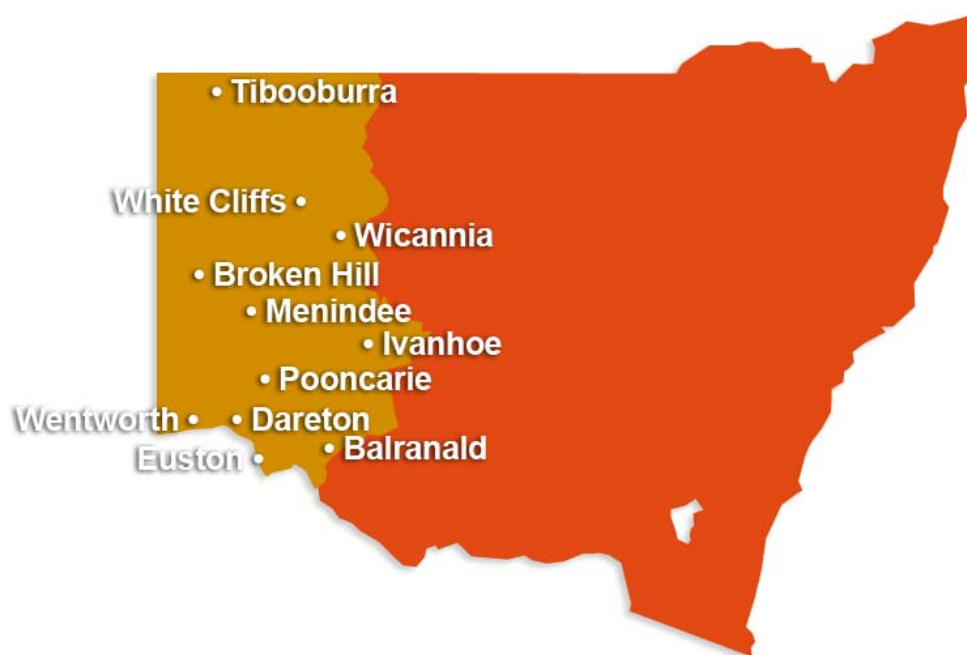 Tibooburra
White Cliffs
Wicannia
Broken Hill
Menindee
Ivanhoe
Pooncarie
Wentworth
Dareton
Balranald
Euston